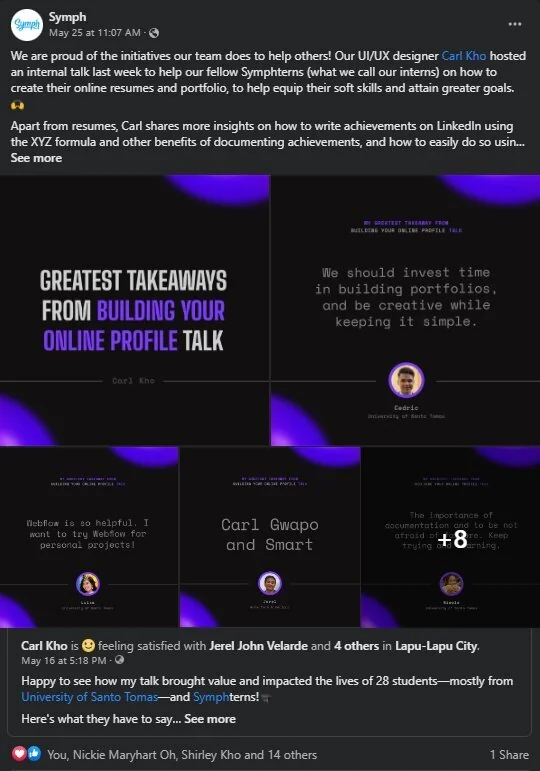 Symph
Symph
May 25 at 11:07 AM ·
We are proud of the initiatives our team does to help others! Our UI/UX designer Carl Kho hosted
an internal talk last week to help our fellow Symphterns (what we call our interns) on how to
create their online resumes and portfolio, to help equip their soft skills and attain greater goals.
Apart from resumes, Carl shares more insights on how to write achievements on LinkedIn using
the XYZ formula and other benefits of documenting achievements, and how to easily do so usin...
See more
GREATEST TAKEAWAYS
FROM BUILDING YOUR
ONLINE PROFILE TALK
Carl Kho
MY GREATEST TAKEAWAY FROM
BUILDING YOUR ONLINE PROFILE TALK
We should invest time
in building portfolios,
and be creative while
keeping it simple.
Cedric
University of Santo Tomas
MY GREATEST TAKEAWAY FROM
BUILDING YOUR ONLINE PROFILE TALK
Webflow is so helpful. I
want to try Webflow for
personal projects!
University of Santo Tomas
MY GREATEST TAKEAWAY FROM
BUILDING YOUR ONLINE PROFILE TALK
Carl Gwapo
and Smart
Jerel
MY GREATEST TAKEAWAY FROM
BUILDING YOUR ONLINE PROFILE TALK
The importance of
documentation and to be not
afraid of Keep
trying
+8
University of Santo Tomas
Carl Kho is feeling satisfied with Jerel John Velarde and 4 others in Lapu-Lapu City.
May 16 at 5:18 PM ·
Happy to see how my talk brought value and impacted the lives of 28 students—mostly from
University of Santo Tomas—and Symphterns!
Here's what they have to say... See more
You, Nickie Maryhart Oh, Shirley Kho and 14 others
1 Share